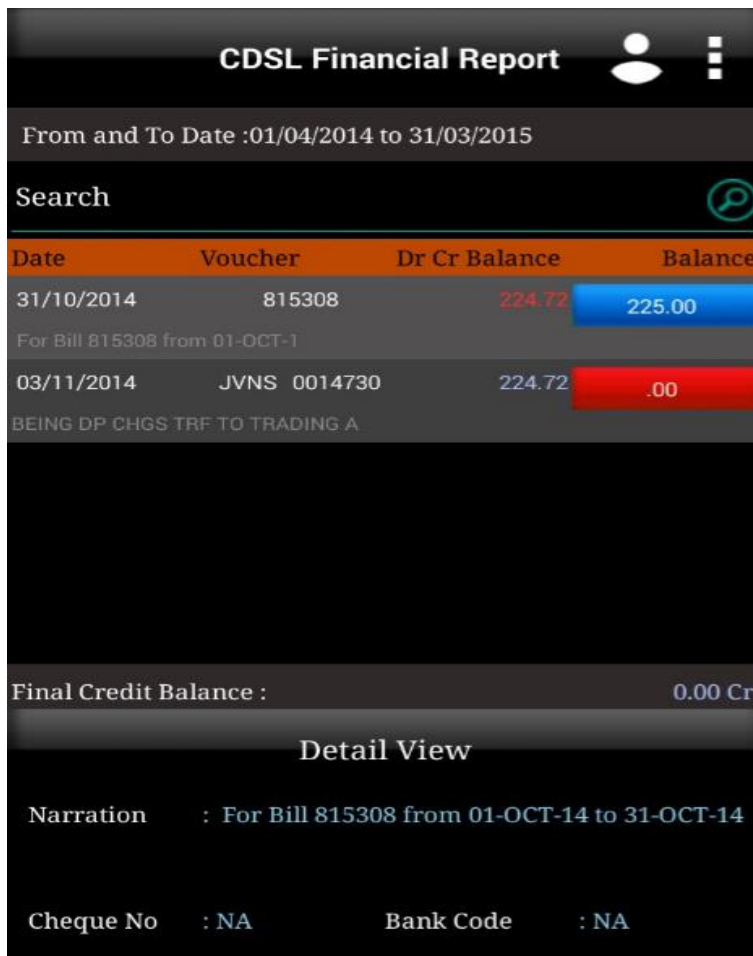 CDSL Financial Report
From and To Date :01/04/2014 to 31/03/2015
Search
Date Voucher Dr Cr Balance Balance
31/10/2014 815308 224.72 225.00
For Bill 815308 from 01-OCT-1
03/11/2014 JVNS 0014730 224.72 .00
BEING DP CHGS TRF TO TRADING A
Final Credit Balance : 0.00 Cr
Detail View
Narration : For Bill 815308 from 01-OCT-14 to 31-OCT-14
Cheque No : NA Bank Code : NA